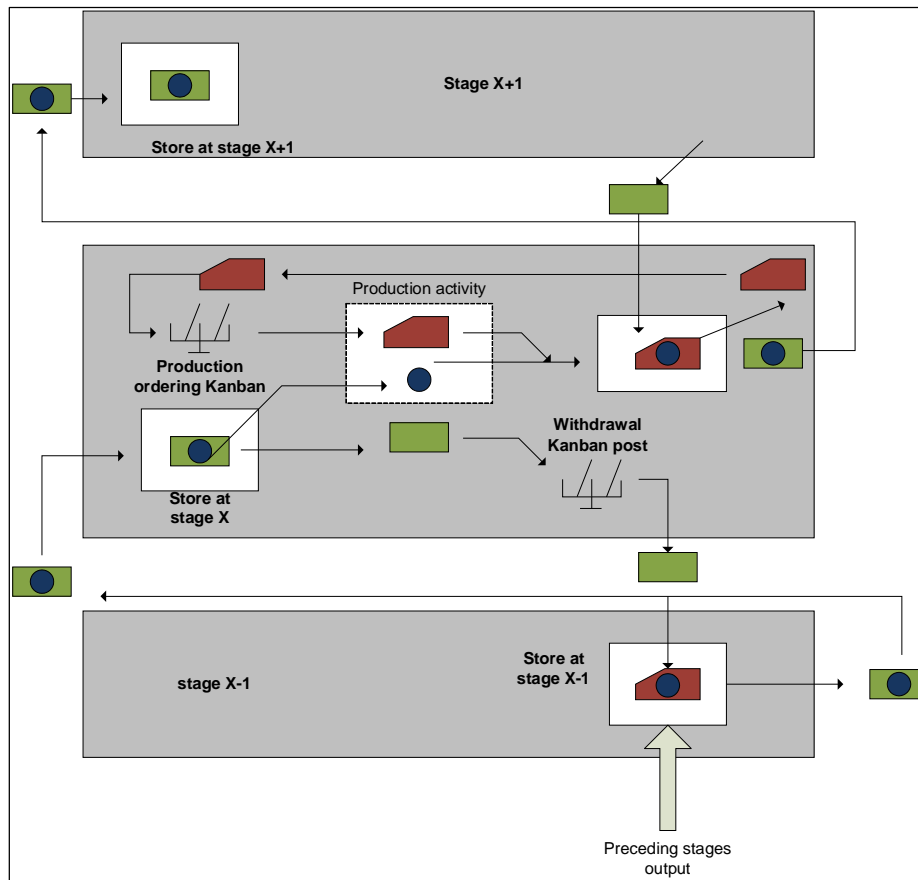 Stage X+1
Store at stage X+1
Production activity
Production
ordering Kanban
Withdrawal
Kanban post
Store at
stage X
Store at
stage X-1
stage X-1
Preceding stages
output